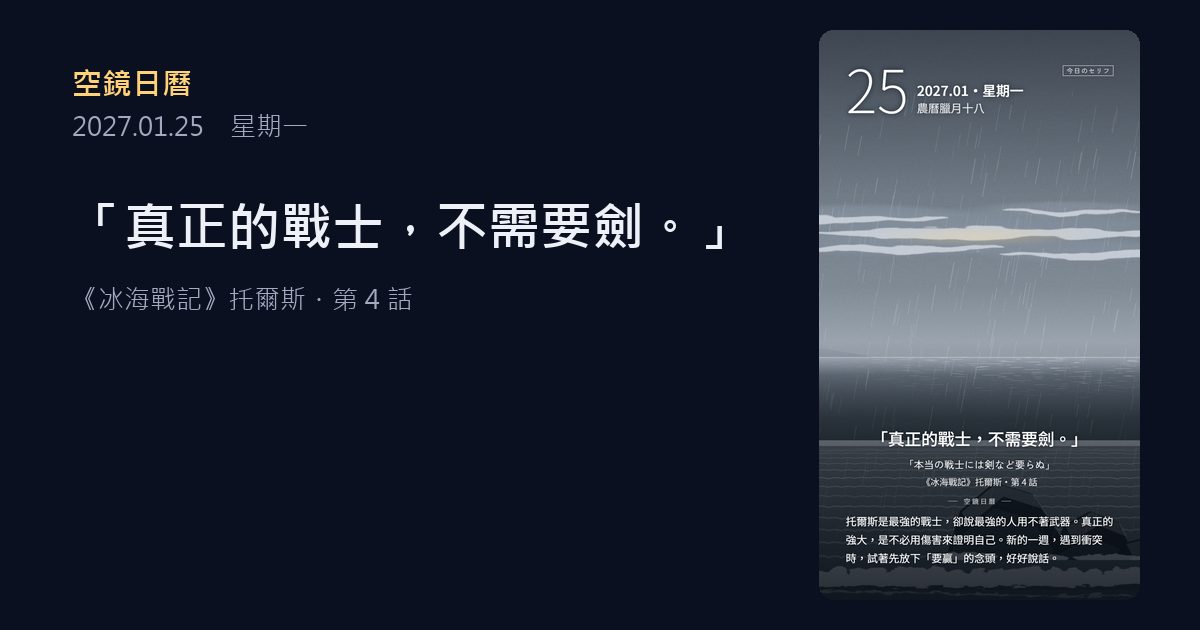 空鏡日曆
2027.01.25 星期一
「真正的戰士，不需要劍。」
《冰海戰記》托爾斯．第 4 話
今日のセリフ
25
2027.01・星期一
農曆臘月十八
「真正的戰士，不需要劍。」
「本当の戦士には剣など要らぬ」
《冰海戰記》托爾斯・第 4 話
— 空鏡日曆 —
托爾斯是最強的戰士，卻說最強的人用不著武器。真正的
強大，是不必用傷害來證明自己。新的一週，遇到衝突
時，試著先放下「要贏」的念頭，好好說話。